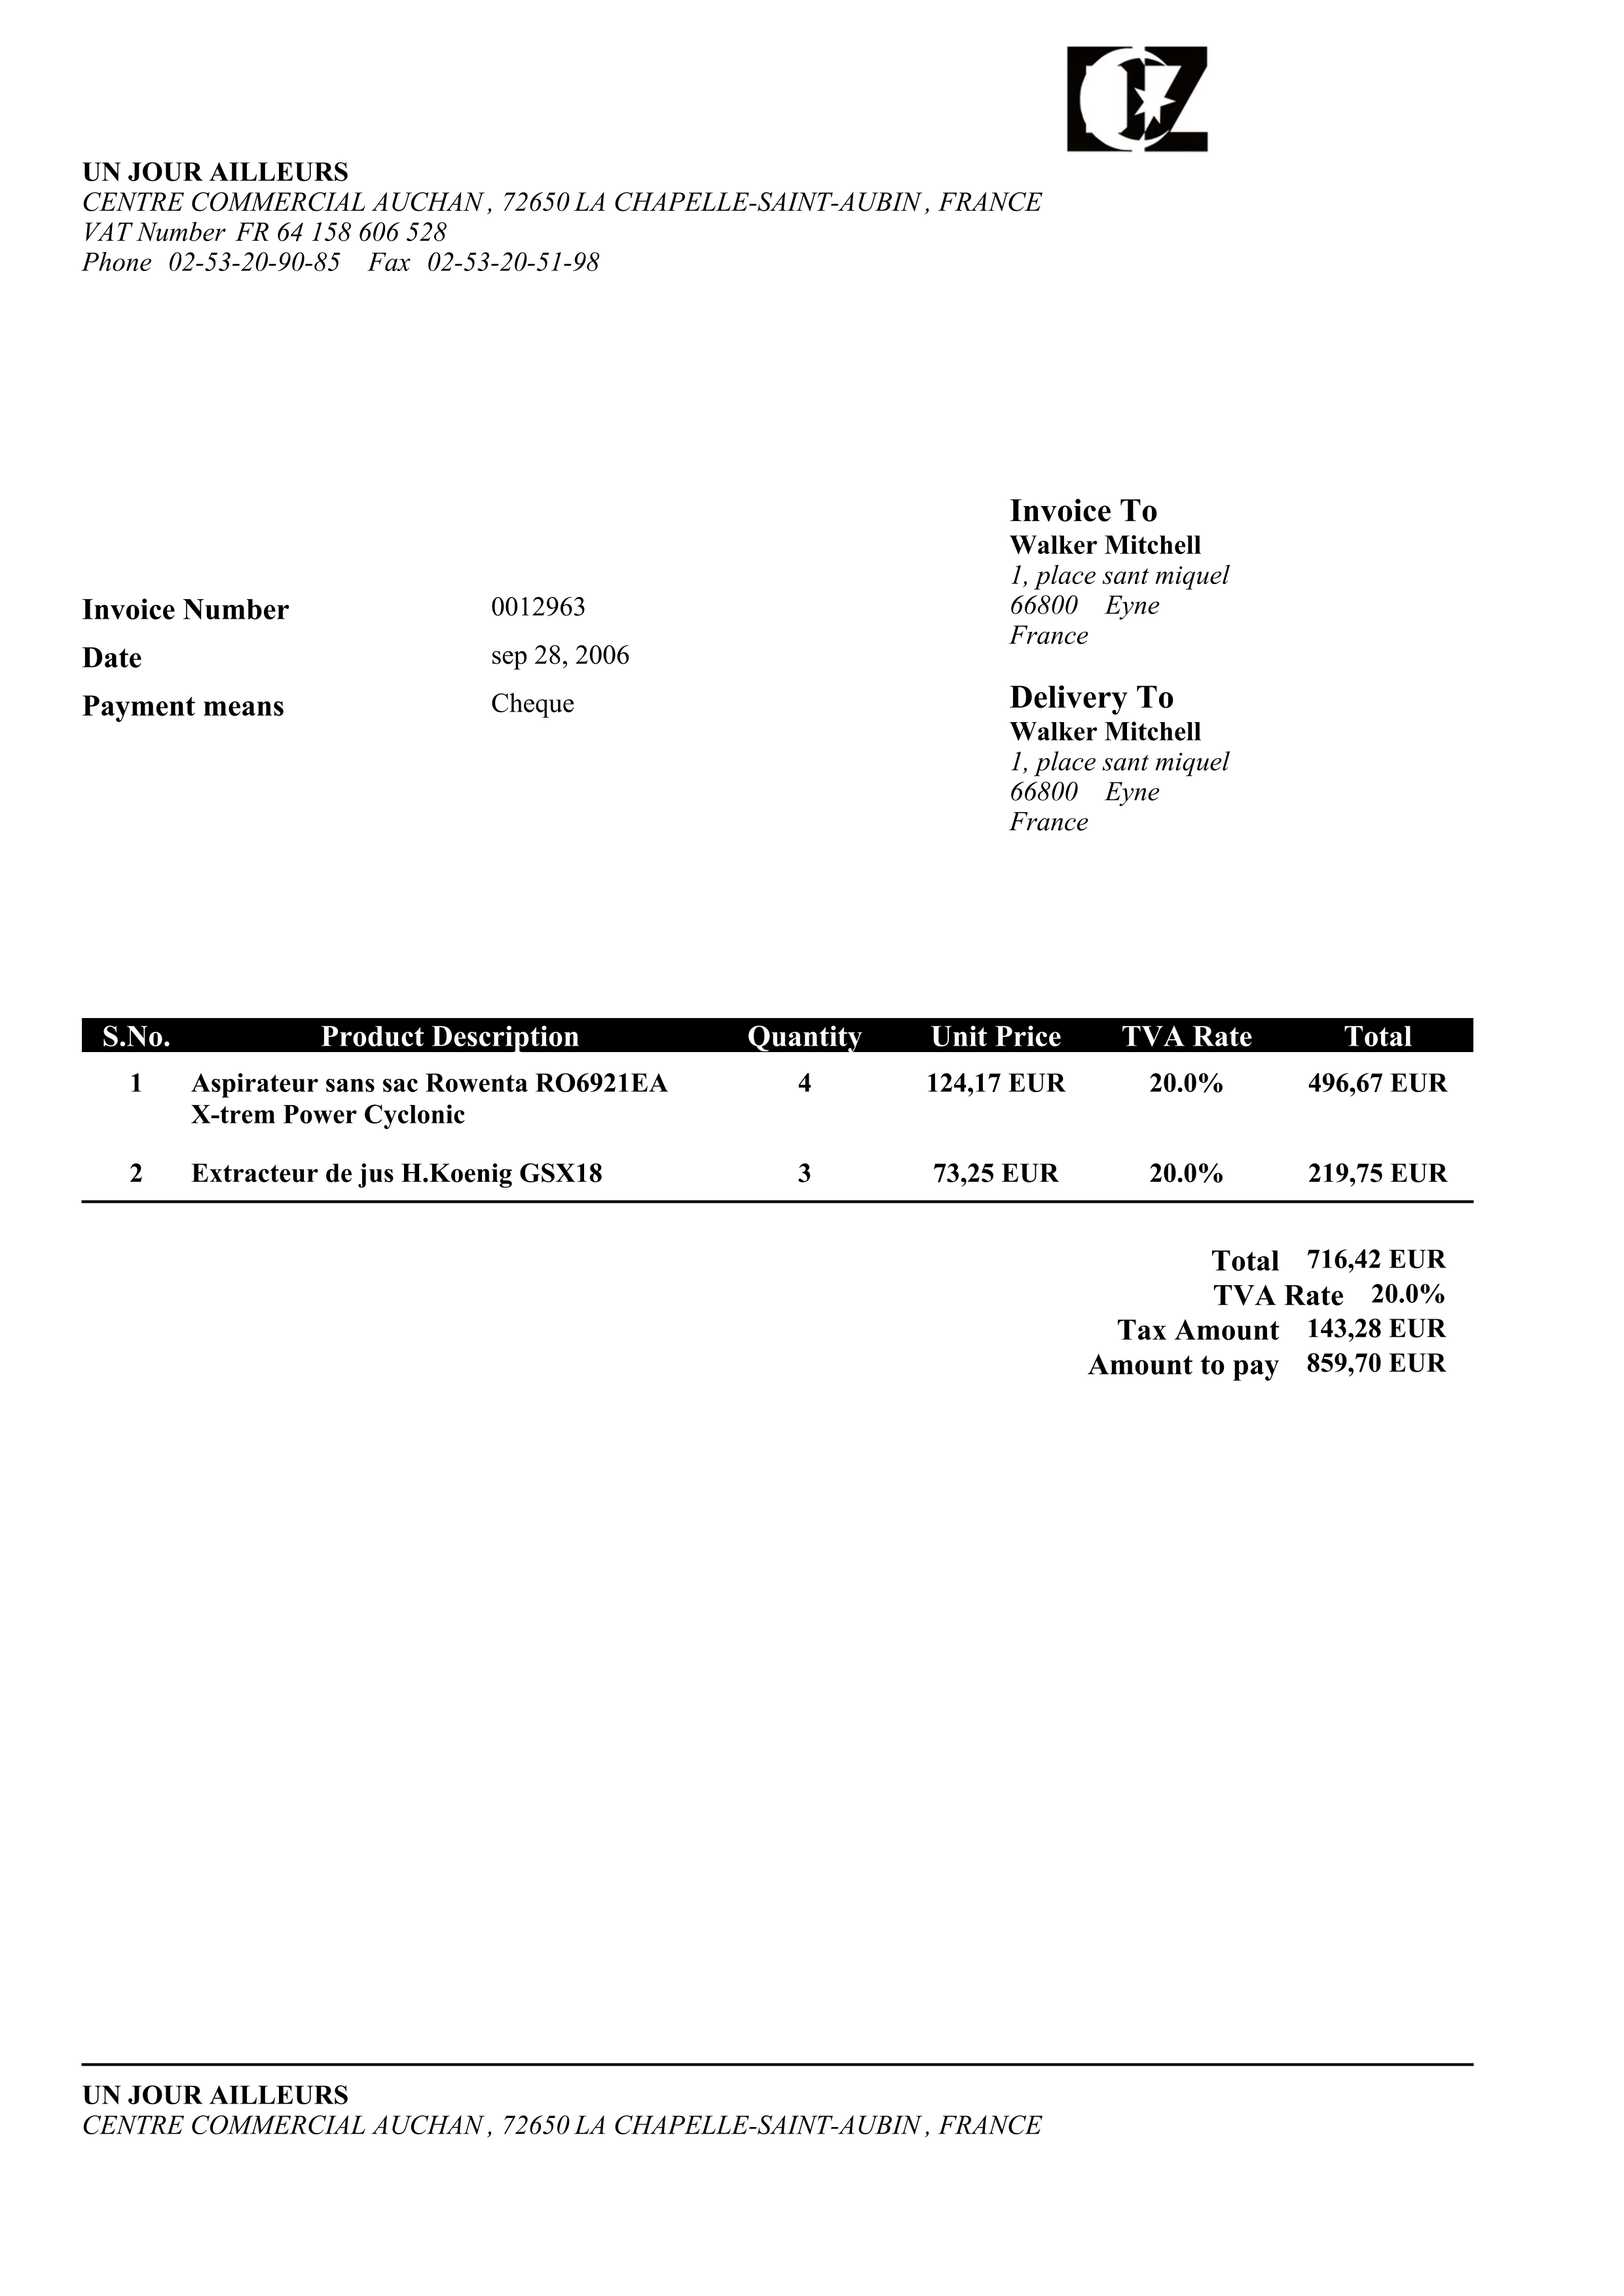 UN JOUR AILLEURS
CENTRE COMMERCIAL AUCHAN , 72650 LA CHAPELLE-SAINT-AUBIN , FRANCE
VAT Number FR 64 158 606 528
Phone 02-53-20-90-85 Fax 02-53-20-51-98
Invoice Number 0012963
Date sep 28, 2006
Payment means Cheque
Invoice To
Walker Mitchell
1, place sant miquel
66800 Eyne
France
Delivery To
Walker Mitchell
1, place sant miquel
66800 Eyne
France
S.No. Product Description Quantity Unit Price TVA Rate Total
1 Aspirateur sans sac Rowenta RO6921EA 4 124,17 EUR 20.0% 496,67 EUR
X-trem Power Cyclonic
2 Extracteur de jus H.Koenig GSX18 3 73,25 EUR 20.0% 219,75 EUR
Total 716,42 EUR
TVA Rate 20.0%
Tax Amount 143,28 EUR
Amount to pay 859,70 EUR
UN JOUR AILLEURS
CENTRE COMMERCIAL AUCHAN , 72650 LA CHAPELLE-SAINT-AUBIN , FRANCE